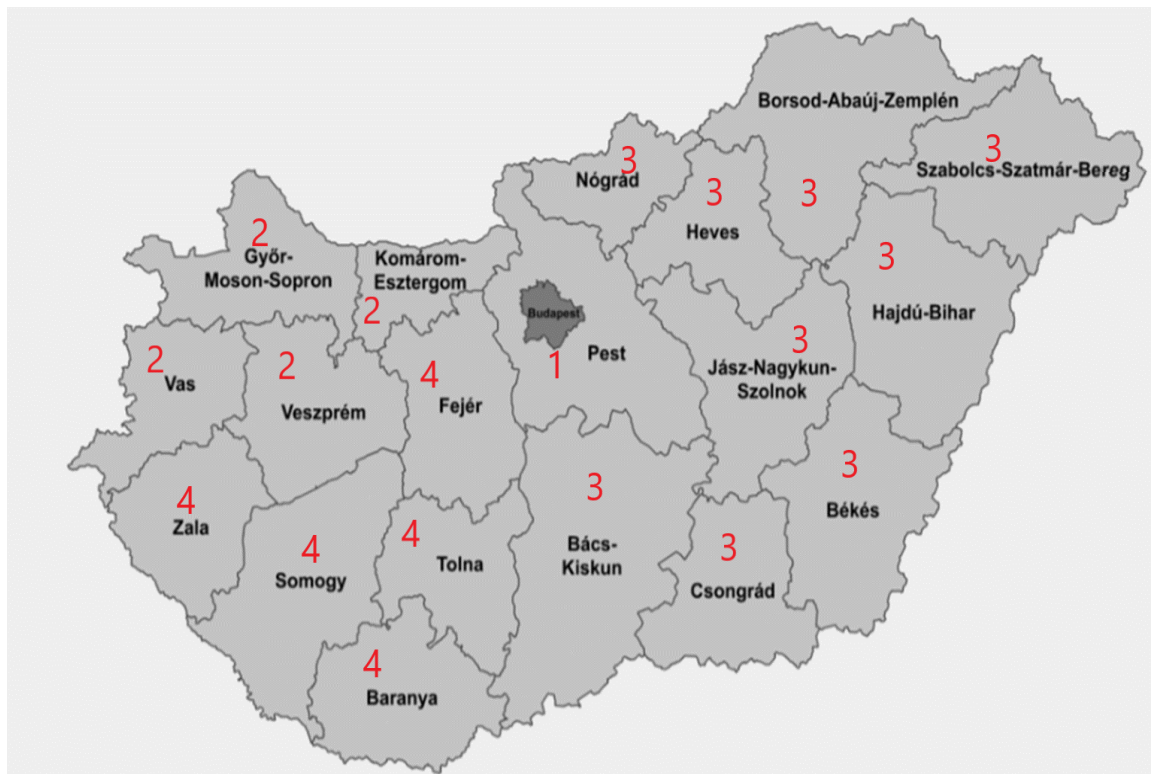 Borsod-Abaúj-Zemplén
3
Szabolcs-Szatmár-Bereg
3
Nógrád
3
Heves
3
3
Hajdú-Bihar
2
Győr-
Moson-Sopron
Komárom-
Esztergom
2
Budapest
1
Pest
3
Jász-Nagykun-
Szolnok
2
Vas
2
Veszprém
4
Fejér
3
Békés
4
Zala
4
Somogy
4
Tolna
3
Bács-
Kiskun
3
Csongrád
4
Baranya